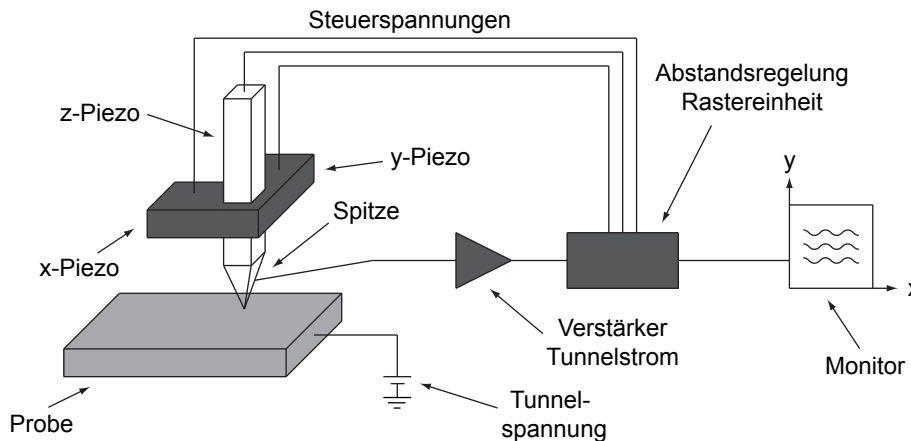 Steuerspannungen
Abstandsregelung
Rastereinheit
z-Piezo
y-Piezo
y
Spitze
x-Piezo
x
Verstärker
Tunnelstrom
Monitor
Probe
Tunnel-
spannung